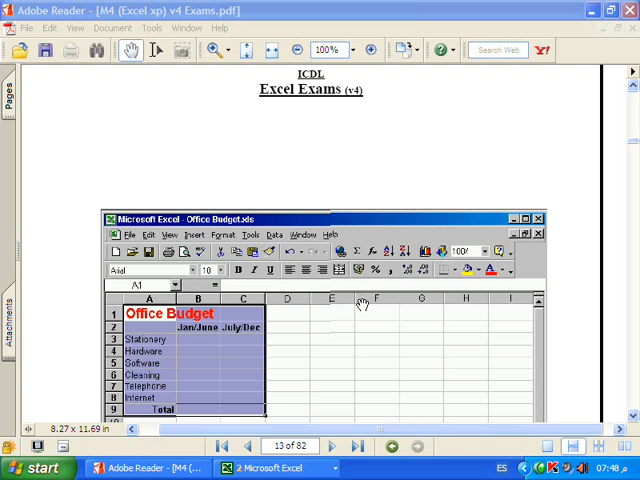 Adobe Reader - [M4 (Excel xp) v4 Exams.pdf]
File Edit View Document Tools Window Help
100% Search Web Y!
Pages
Attachments
ICDL
Excel Exams (v4)
Microsoft Excel - Office Budget.xls
File Edit View Insert Format Tools Data Window Help
100%
Arial 10 B I U
A1 =
A B C D E F G H I
1 Office Budget
2 Jan/June July/Dec
3 Stationery
4 Hardware
5 Software
6 Cleaning
7 Telephone
8 Internet
9 Total
8.27 x 11.69 in
13 of 82
start Adobe Reader - [M4 (... 2 Microsoft Excel ES 07:48 م